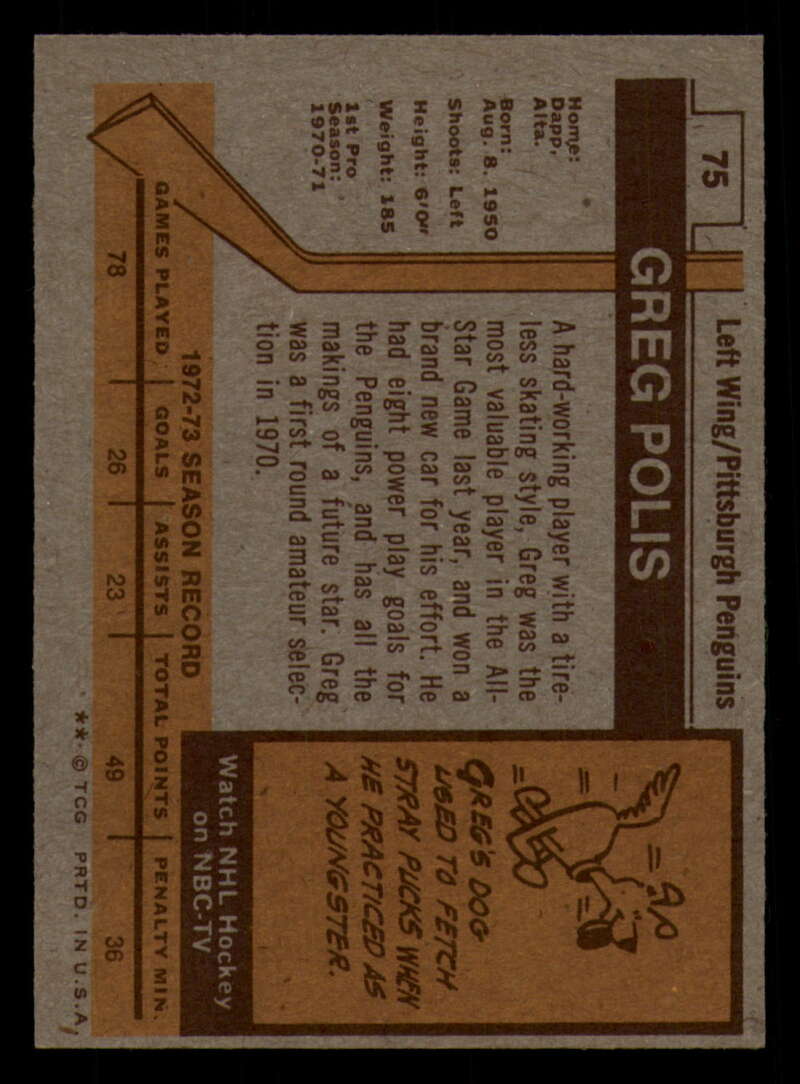 75
Left Wing/Pittsburgh Penguins
GREG POLIS
Home:
Dapp,
Alta.
Born:
Aug. 8, 1950
Shoots: Left
Height: 6'0"
Weight: 185
1st Pro
Season:
1970-71
A hard-working player with a tire-
less skating style, Greg was the
most valuable player in the All-
Star Game last year, and won a
brand new car for his effort. He
had eight power play goals for
the Penguins, and has all the
makings of a future star. Greg
was a first round amateur selec-
tion in 1970.
GREG'S DOG
USED TO FETCH
STRAY PUCKS WHEN
HE PRACTICED AS
A YOUNGSTER.
Watch NHL Hockey
on NBC-TV
1972-73 SEASON RECORD
GAMES PLAYED GOALS ASSISTS TOTAL POINTS PENALTY MIN.
78 26 23 49 36
** © TCG PRTD. IN U.S.A.